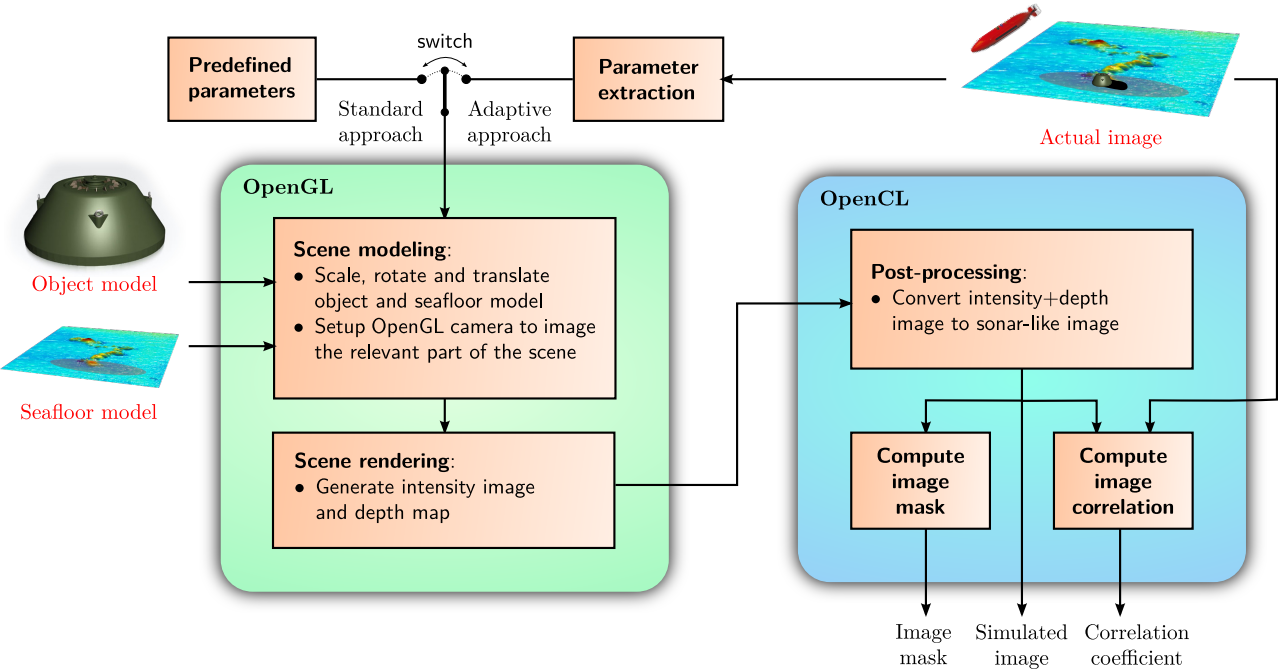 switch
Predefined
parameters
Parameter
extraction
Standard
approach
Adaptive
approach
Actual image
OpenGL
OpenCL
Object model
Seafloor model
Scene modeling:
• Scale, rotate and translate
object and seafloor model
• Setup OpenGL camera to image
the relevant part of the scene
Scene rendering:
• Generate intensity image
and depth map
Post-processing:
• Convert intensity+depth
image to sonar-like image
Compute
image
mask
Compute
image
correlation
Image
mask
Simulated
image
Correlation
coefficient